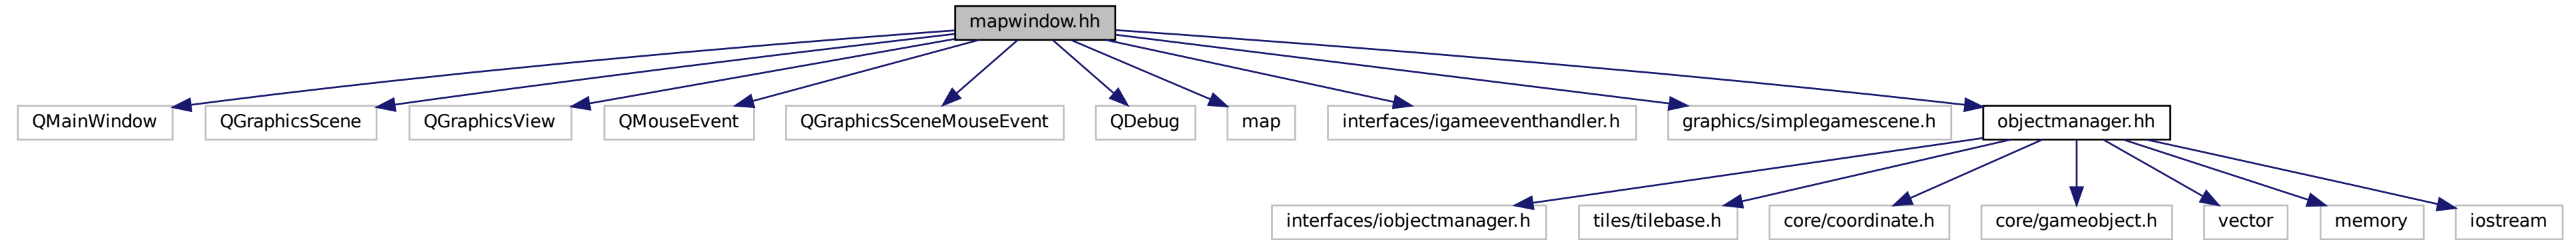 mapwindow.hh
QMainWindow
QGraphicsScene
QGraphicsView
QMouseEvent
QGraphicsSceneMouseEvent
QDebug
map
interfaces/igameeventhandler.h
graphics/simplegamescene.h
objectmanager.hh
interfaces/iobjectmanager.h
tiles/tilebase.h
core/coordinate.h
core/gameobject.h
vector
memory
iostream